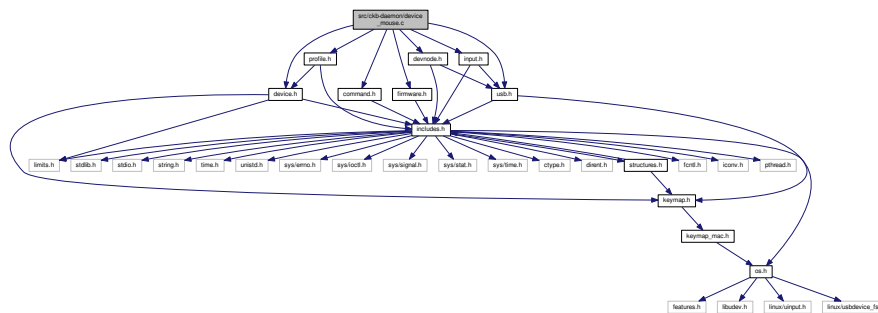 src/ckb-daemon/device
_mouse.c
profile.h
devnode.h
input.h
device.h
command.h
firmware.h
usb.h
includes.h
limits.h
stdlib.h
stdio.h
string.h
time.h
unistd.h
sys/errno.h
sys/ioctl.h
sys/signal.h
sys/stat.h
sys/time.h
ctype.h
dirent.h
structures.h
fcntl.h
iconv.h
pthread.h
keymap.h
keymap_mac.h
os.h
features.h
libudev.h
linux/uinput.h
linux/usbdevice_fs